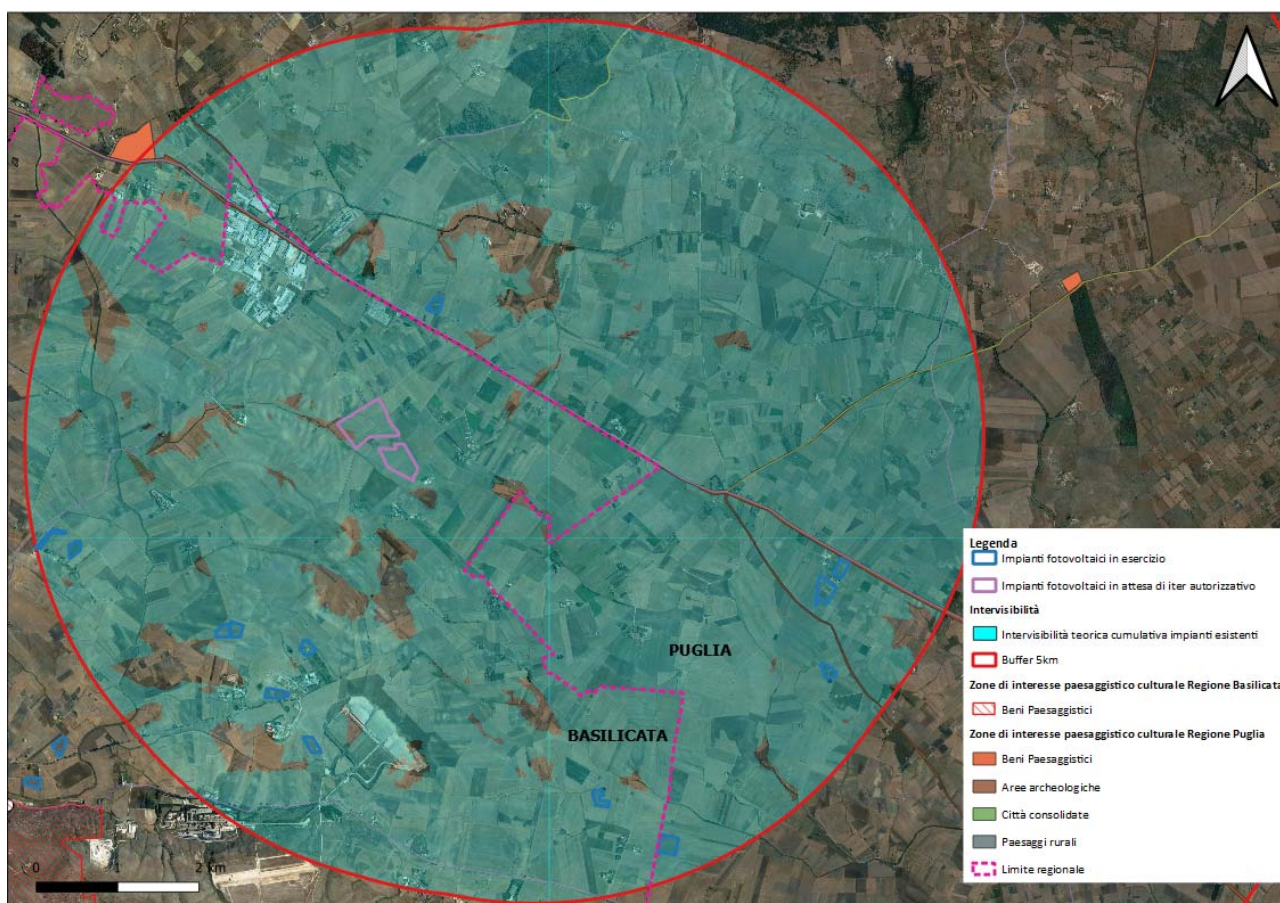 PUGLIA
BASILICATA
0 1 2 km
Legenda
Impianti fotovoltaici in esercizio
Impianti fotovoltaici in attesa di iter autorizzativo
Intervisibilità
Intervisibilità teorica cumulativa impianti esistenti
Buffer 5km
Zone di interesse paesaggistico culturale Regione Basilicata
Beni Paesaggistici
Zone di interesse paesaggistico culturale Regione Puglia
Beni Paesaggistici
Aree archeologiche
Città consolidate
Paesaggi rurali
Limite regionale